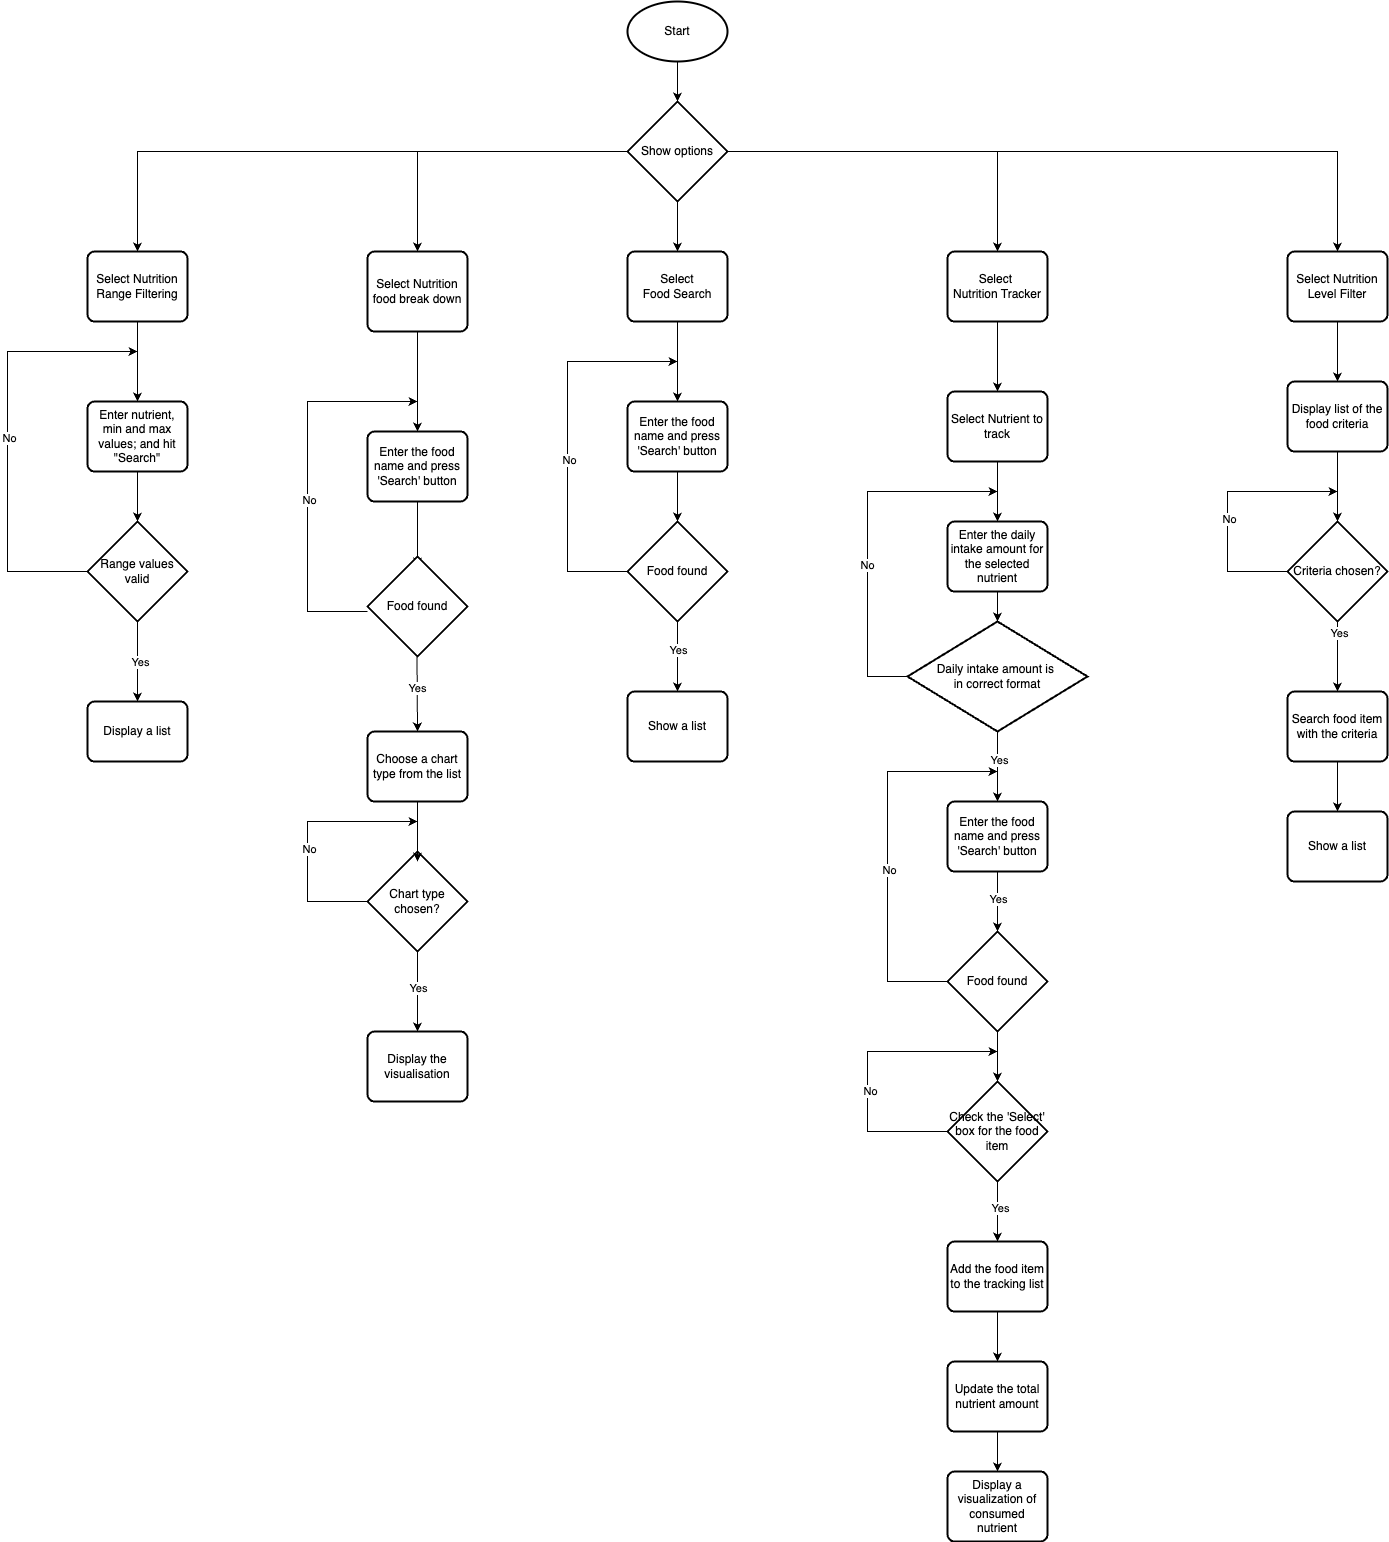 Start
Show options
Select Nutrition
Range Filtering
Enter nutrient,
min and max
values; and hit
"Search"
No
Range values
valid
Yes
Display a list
Select Nutrition
food break down
Enter the food
name and press
'Search' button
No
Food found
Yes
Choose a chart
type from the list
No
Chart type
chosen?
Yes
Display the
visualisation
Select
Food Search
Enter the food
name and press
'Search' button
No
Food found
Yes
Show a list
Select
Nutrition Tracker
Select Nutrient to
track
Enter the daily
intake amount for
the selected
nutrient
No
Daily intake amount is
in correct format
Yes
Enter the food
name and press
'Search' button
No
Yes
Food found
No
Check the 'Select'
box for the food
item
Yes
Add the food item
to the tracking list
Update the total
nutrient amount
Display a
visualization of
consumed
nutrient
Select Nutrition
Level Filter
Display list of the
food criteria
No
Criteria chosen?
Yes
Search food item
with the criteria
Show a list